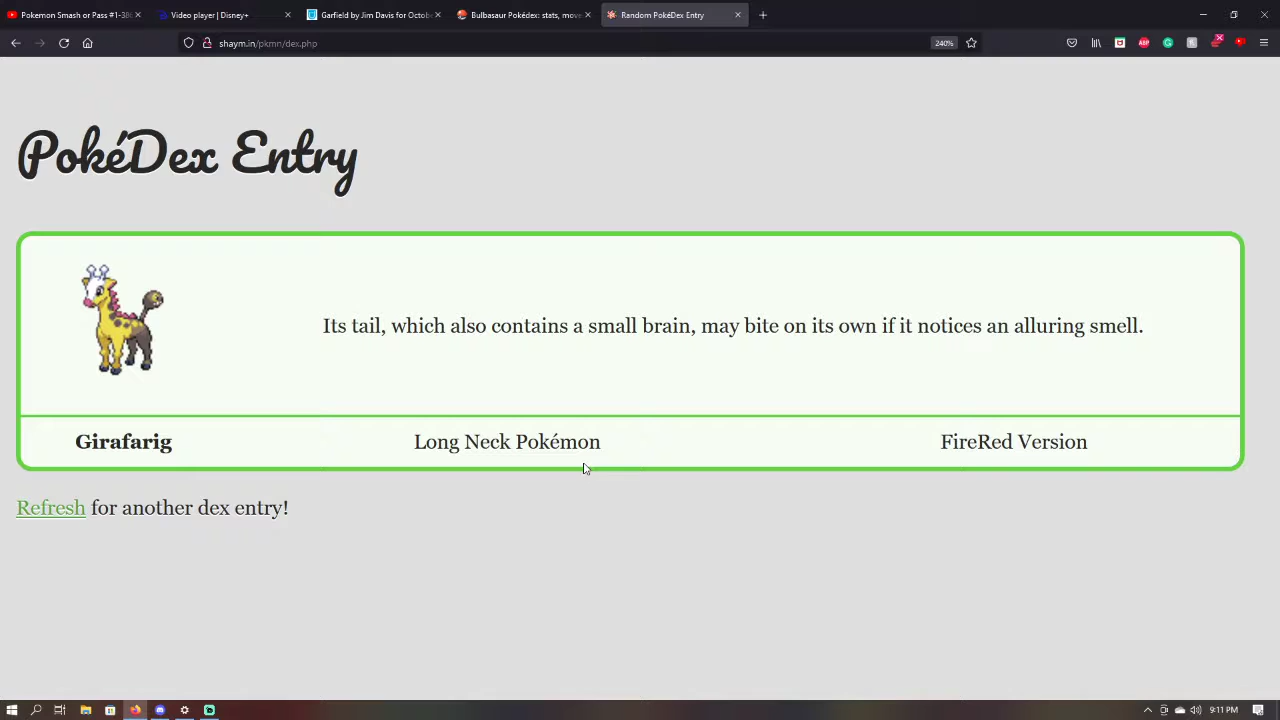 Pokemon Smash or Pass #1-386
Video player | Disney+
Garfield by Jim Davis for Octobe
Bulbasaur Pokédex: stats, move
Random PokéDex Entry
shaym.in/pkmn/dex.php
240%
PokéDex Entry
Its tail, which also contains a small brain, may bite on its own if it notices an alluring smell.
Girafarig
Long Neck Pokémon
FireRed Version
Refresh for another dex entry!
9:11 PM